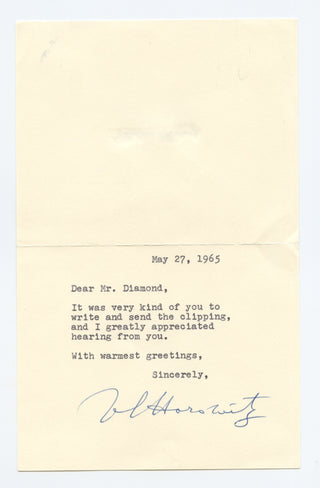 May 27, 1965
Dear Mr. Diamond,
It was very kind of you to
write and send the clipping,
and I greatly appreciated
hearing from you.
With warmest greetings,
Sincerely,
Vl Horowitz